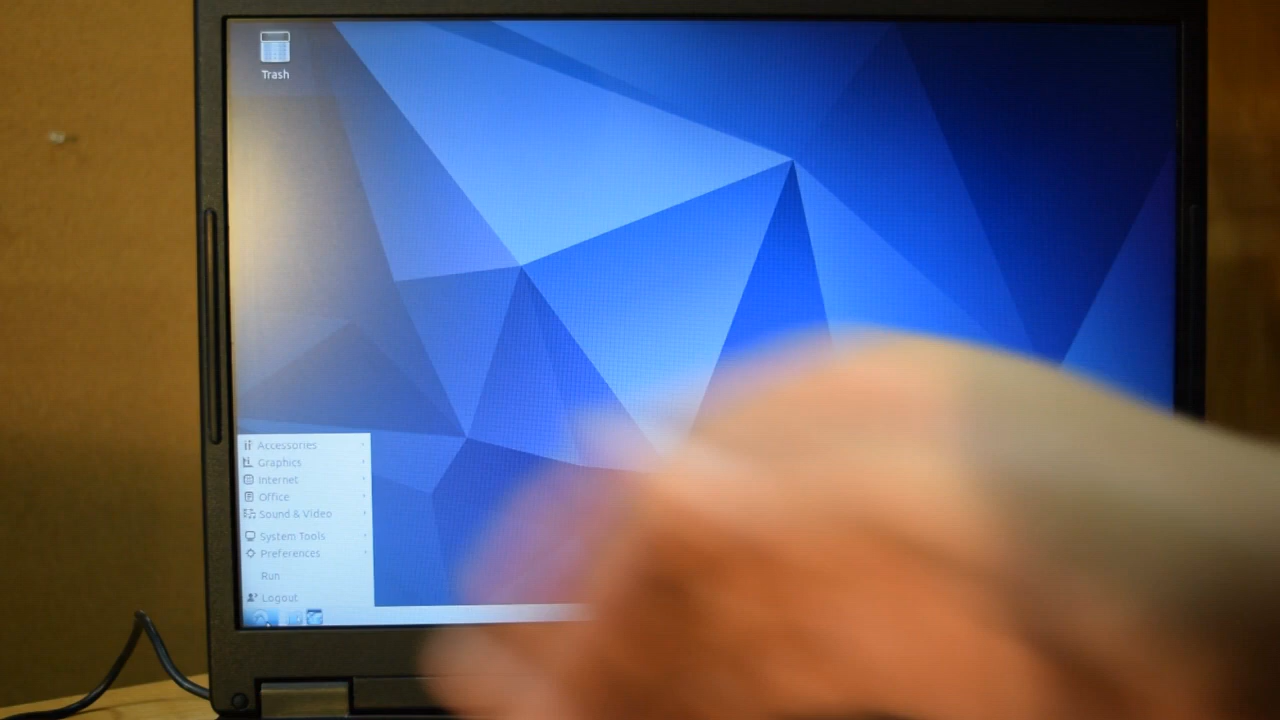 Trash
Accessories
Graphics
Internet
Office
Sound & Video
System Tools
Preferences
Run
Logout